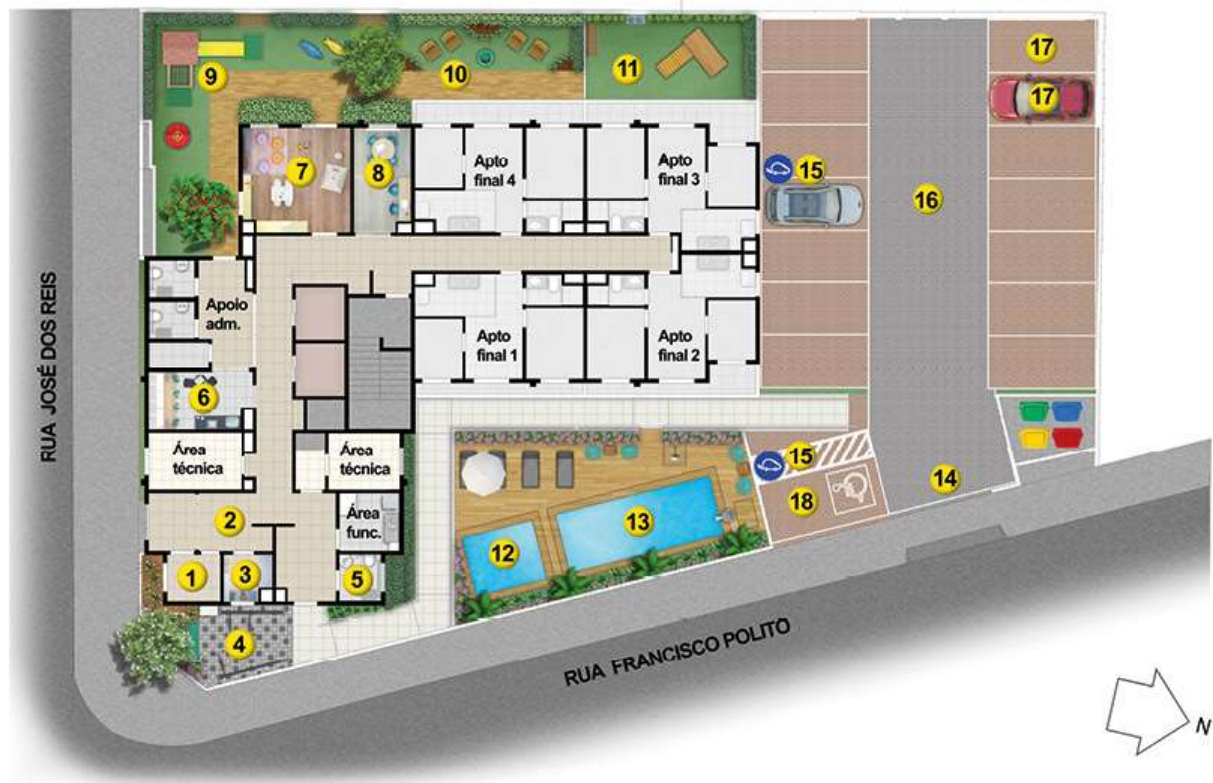 17
9
10
11
17
7
8
Apto
final 4
Apto
final 3
15
16
RUA JOSÉ DOS REIS
Apoio
adm.
Apto
final 1
Apto
final 2
6
Área
técnica
Área
técnica
15
14
18
2
Área
func.
13
12
1
3
5
4
RUA FRANCISCO POLITO
N